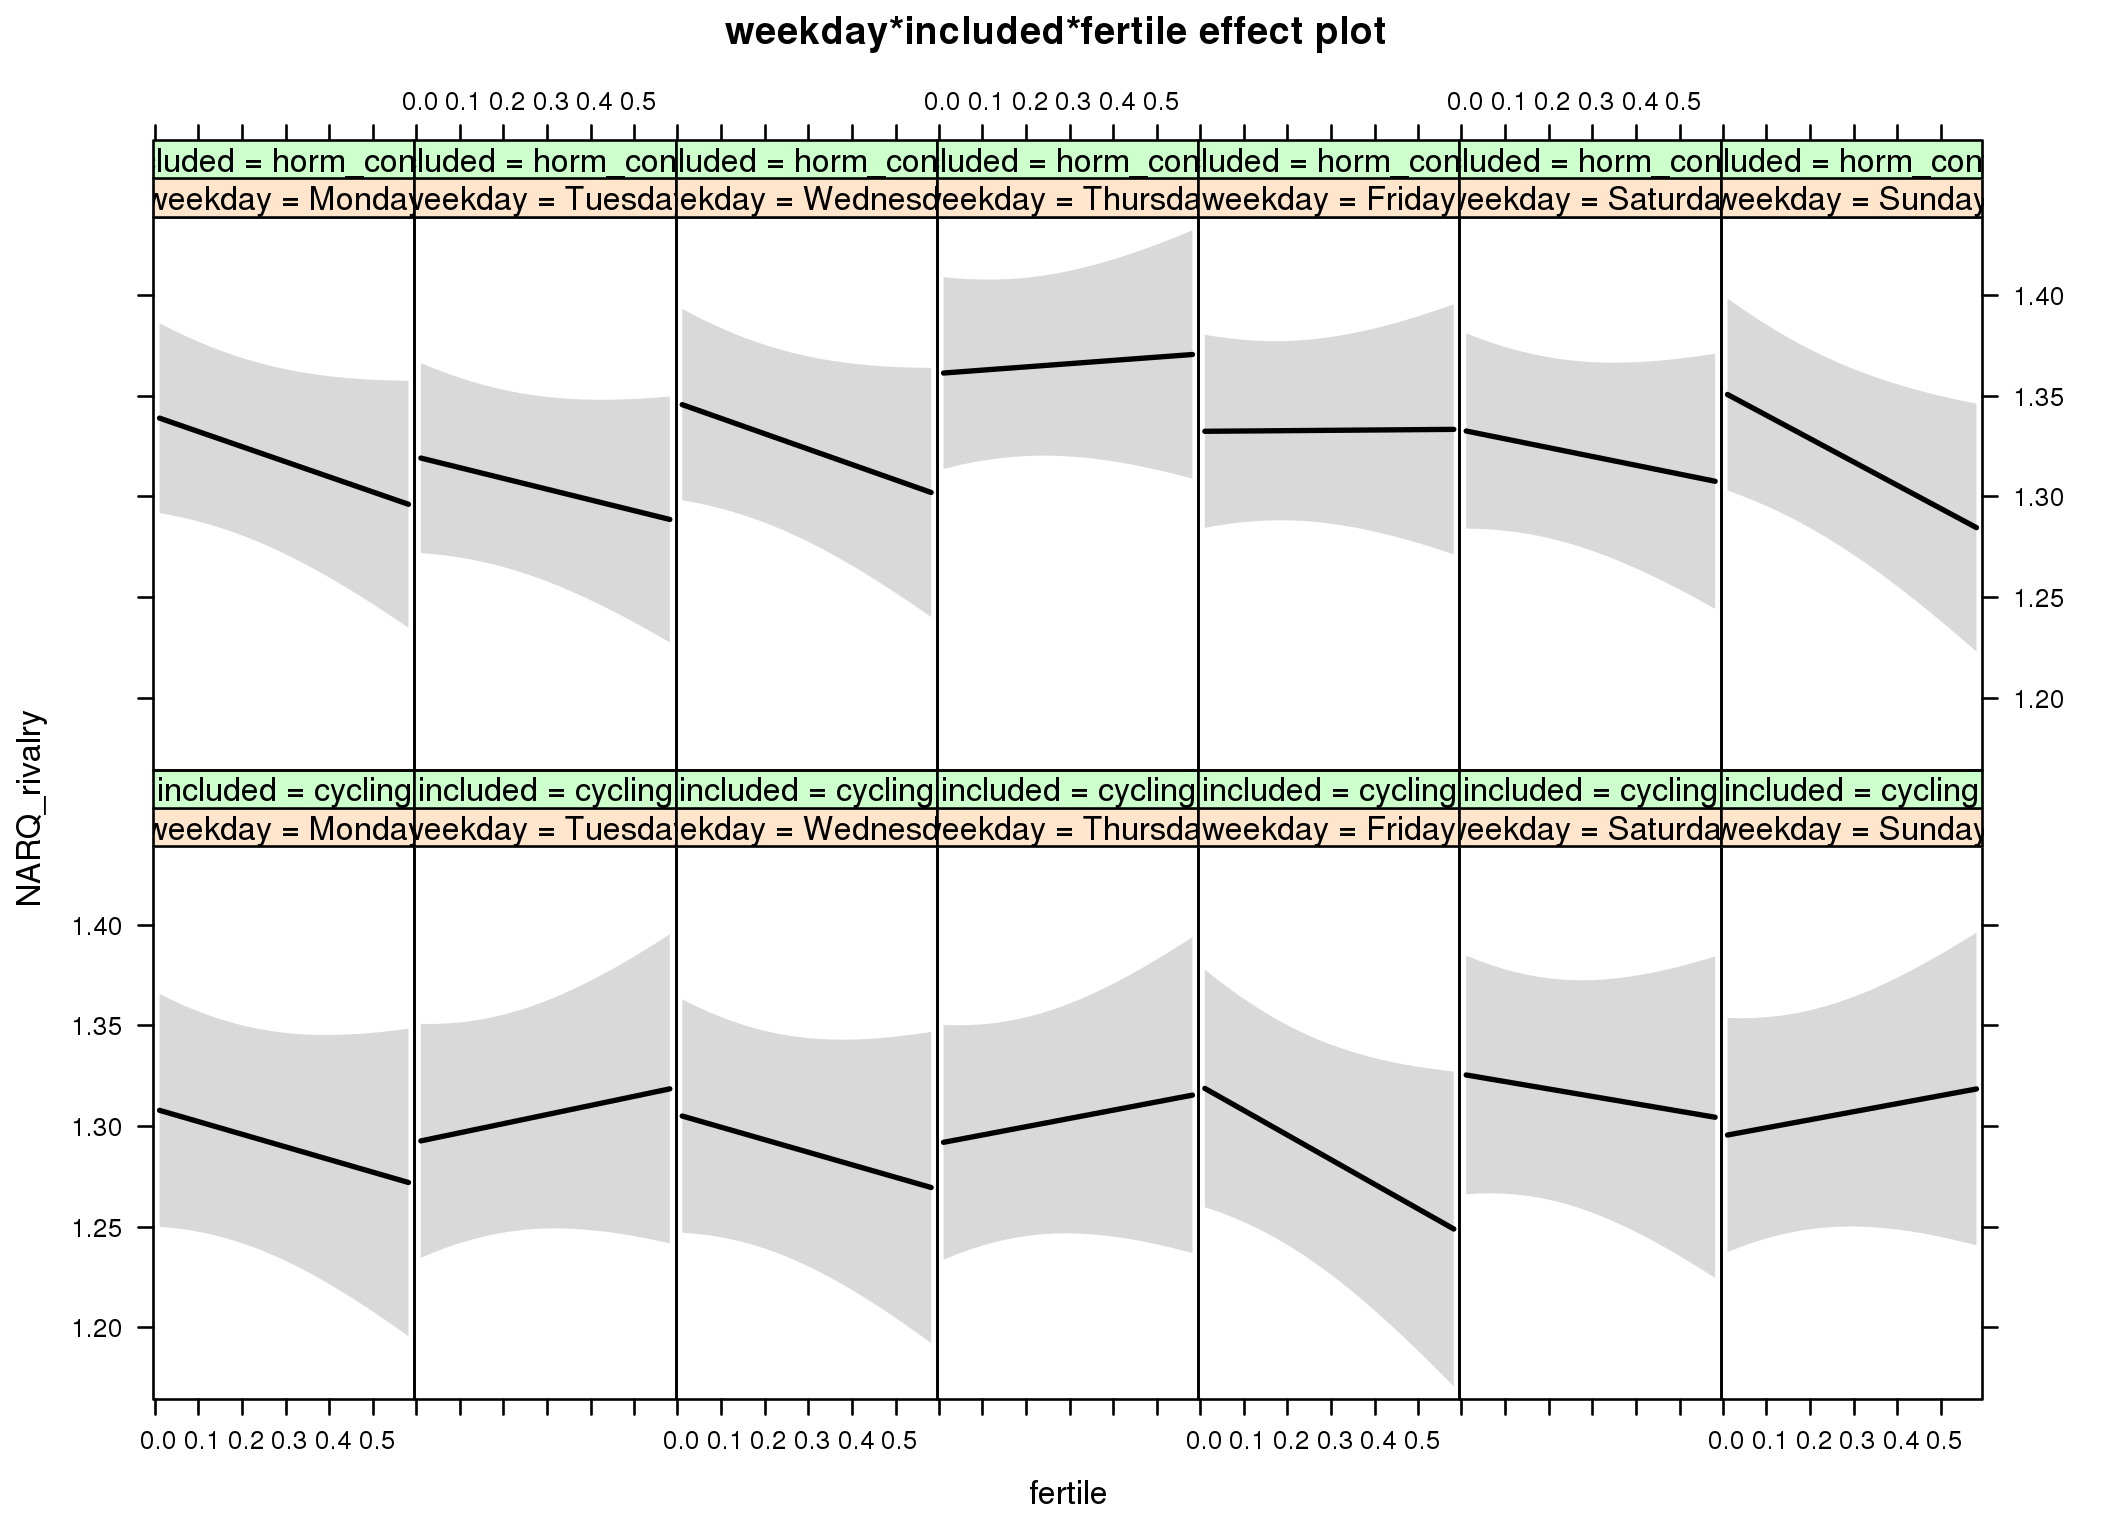 weekday*included*fertile effect plot
0.0 0.1 0.2 0.3 0.4 0.5 0.0 0.1 0.2 0.3 0.4 0.5 0.0 0.1 0.2 0.3 0.4 0.5
luded = horm_con luded = horm_con luded = horm_con luded = horm_con luded = horm_con luded = horm_con luded = horm_con
weekday = Monday weekday = Tuesda ekday = Wednesd eekday = Thursda weekday = Friday weekday = Saturda weekday = Sunday
1.40
1.35
1.30
1.25
1.20
NARQ_rivalry
included = cycling included = cycling included = cycling included = cycling included = cycling included = cycling included = cycling
weekday = Monday weekday = Tuesda ekday = Wednesd eekday = Thursda weekday = Friday weekday = Saturda weekday = Sunday
1.40
1.35
1.30
1.25
1.20
0.0 0.1 0.2 0.3 0.4 0.5 0.0 0.1 0.2 0.3 0.4 0.5 0.0 0.1 0.2 0.3 0.4 0.5 0.0 0.1 0.2 0.3 0.4 0.5
fertile